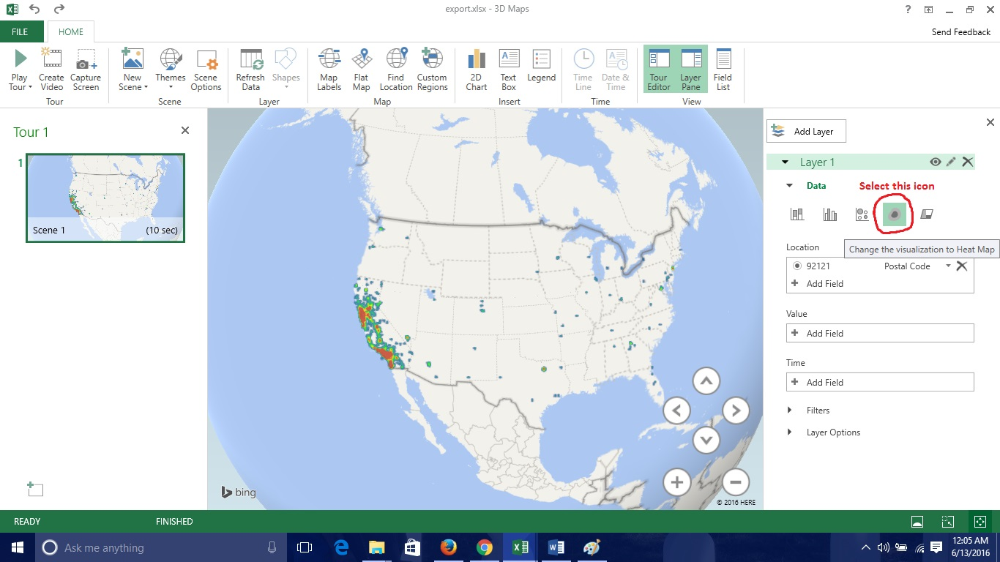 export.xlsx - 3D Maps
?
FILE
HOME
Send Feedback
Play Tour
Create Video
Capture Screen
New Scene
Themes
Scene Options
Refresh Data
Shapes
Map Labels
Flat Map
Find Location
Custom Regions
2D Chart
Text Box
Legend
Time Line
Date & Time
Tour Editor
Layer Pane
Field List
Tour
Scene
Layer
Map
Insert
Time
View
Tour 1
1
Scene 1 (10 sec)
bing
© 2016 HERE
Add Layer
Layer 1
Data
Select this icon
Location
Change the visualization to Heat Map
92121 Postal Code
Add Field
Value
Add Field
Time
Add Field
Filters
Layer Options
READY
FINISHED
Ask me anything
12:05 AM
6/13/2016